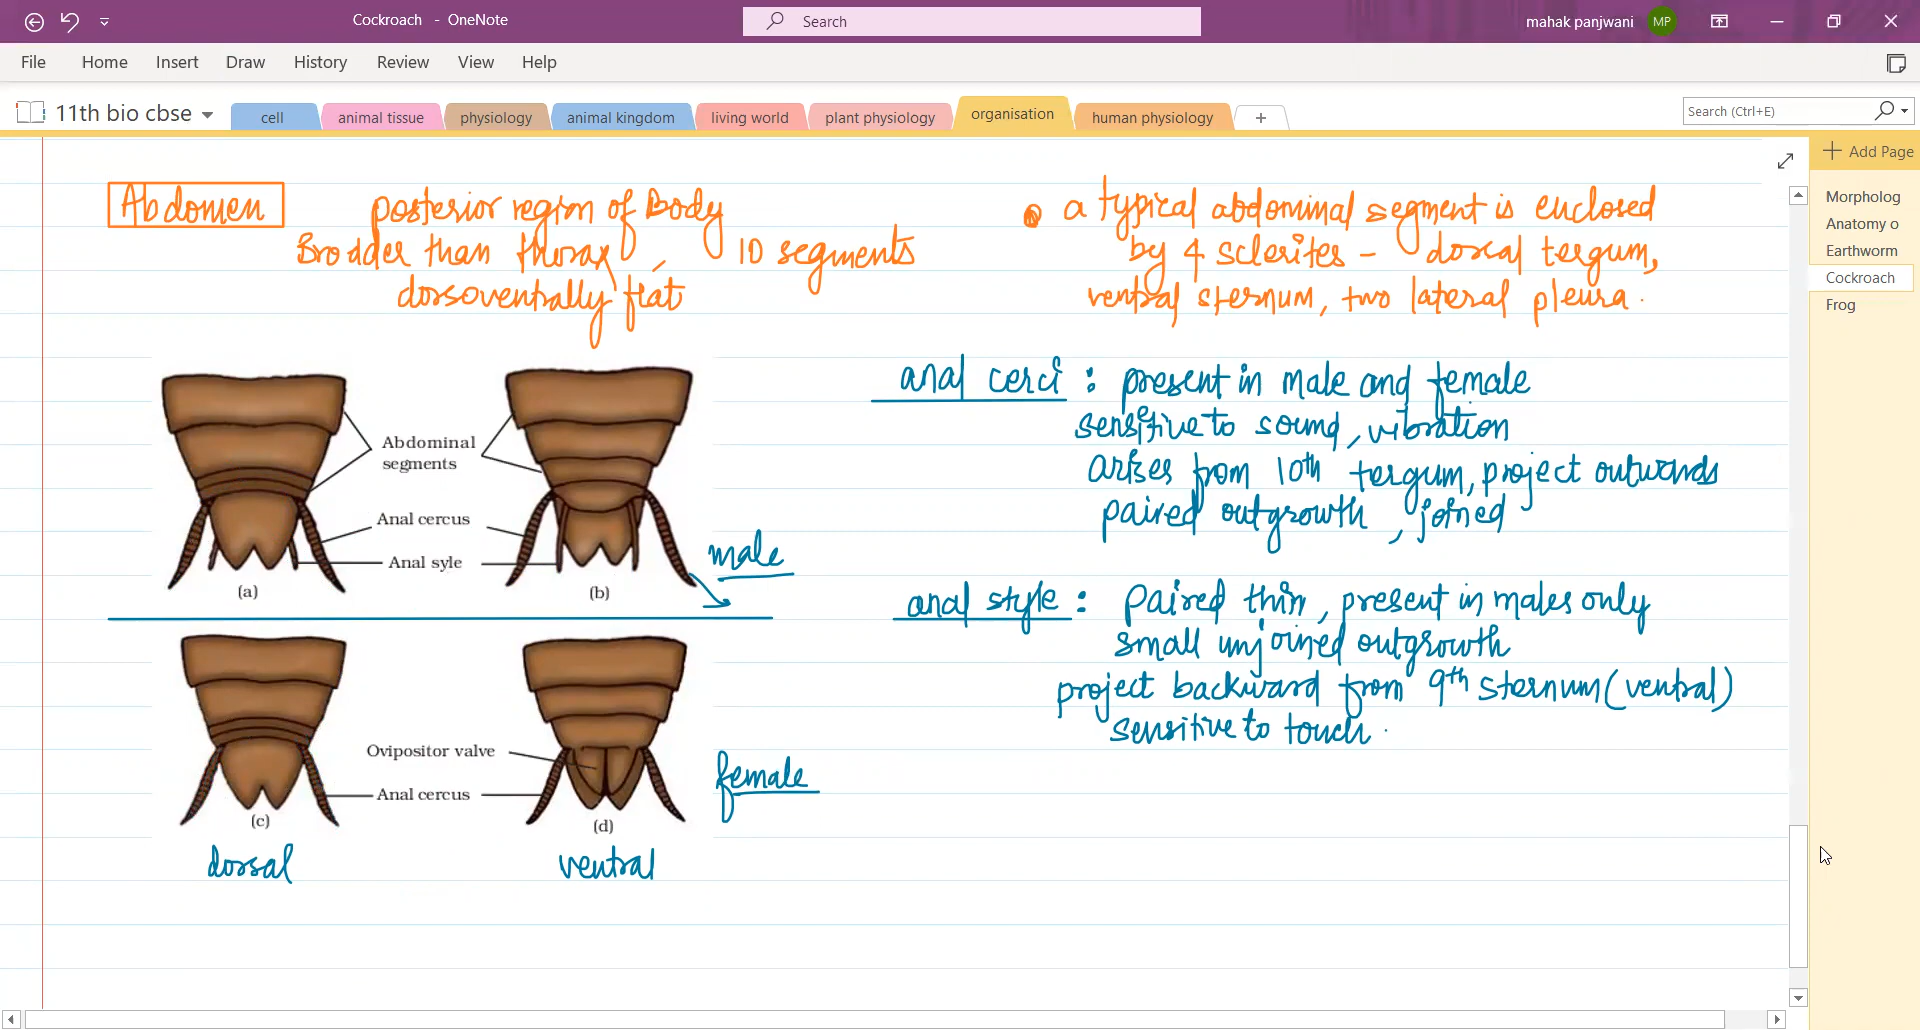 Cockroach - OneNote
Search
mahak panjwani
MP
File Home Insert Draw History Review View Help
11th bio cbse
cell animal tissue physiology animal kingdom living world plant physiology organisation human physiology +
Search (Ctrl+E)
Add Page
Morpholog
Anatomy o
Earthworm
Cockroach
Frog
Abdomen
posterior region of Body
Brodder than thorax, 10 segments
dorsoventrally flat
a typical abdominal segment is enclosed
by 4 sclerites - dorsal tergum,
ventral sternum, two lateral pleura.
Abdominal
segments
Anal cercus
Anal syle
(a)
(b)
male
Ovipositor valve
Anal cercus
(c)
(d)
female
dorsal
ventral
anal cerci : present in male and female
sensitive to sound, vibration
arises from 10th tergum, project outwards
paired outgrowth, joined
anal style : Paired thin, present in males only
small unjoined outgrowth
project backward from 9th sternum (ventral)
sensitive to touch.